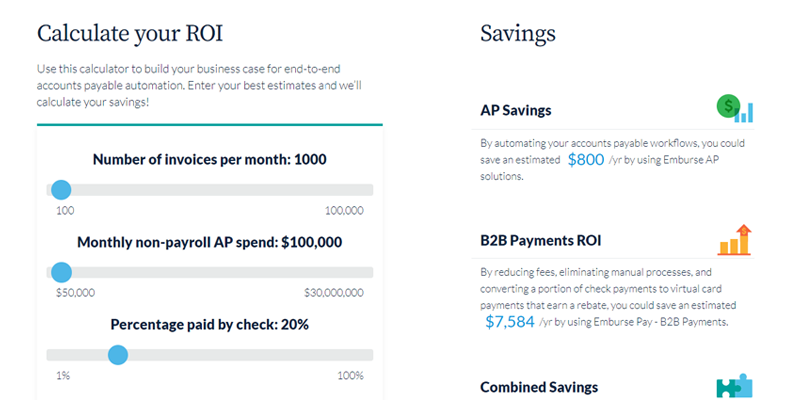 Calculate your ROI
Use this calculator to build your business case for end-to-end
accounts payable automation. Enter your best estimates and we'll
calculate your savings!
Number of invoices per month: 1000
100
100,000
Monthly non-payroll AP spend: $100,000
$50,000
$30,000,000
Percentage paid by check: 20%
1%
100%
Savings
AP Savings
$
By automating your accounts payable workflows, you could
save an estimated $800 /yr by using Emburse AP
solutions.
B2B Payments ROI
$
By reducing fees, eliminating manual processes, and
converting a portion of check payments to virtual card
payments that earn a rebate, you could save an estimated
$7,584 /yr by using Emburse Pay - B2B Payments.
Combined Savings